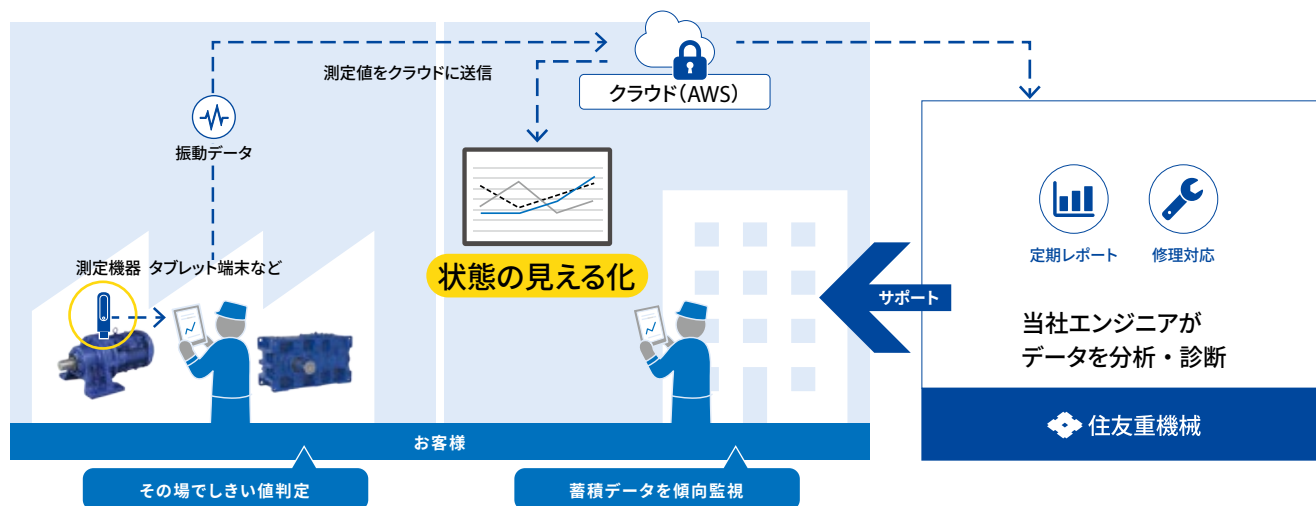 測定値をクラウドに送信
クラウド（AWS）
振動データ
測定機器 タブレット端末など
状態の見える化
定期レポート
修理対応
サポート
当社エンジニアが
データを分析・診断
住友重機械
お客様
その場でしきい値判定
蓄積データを傾向監視